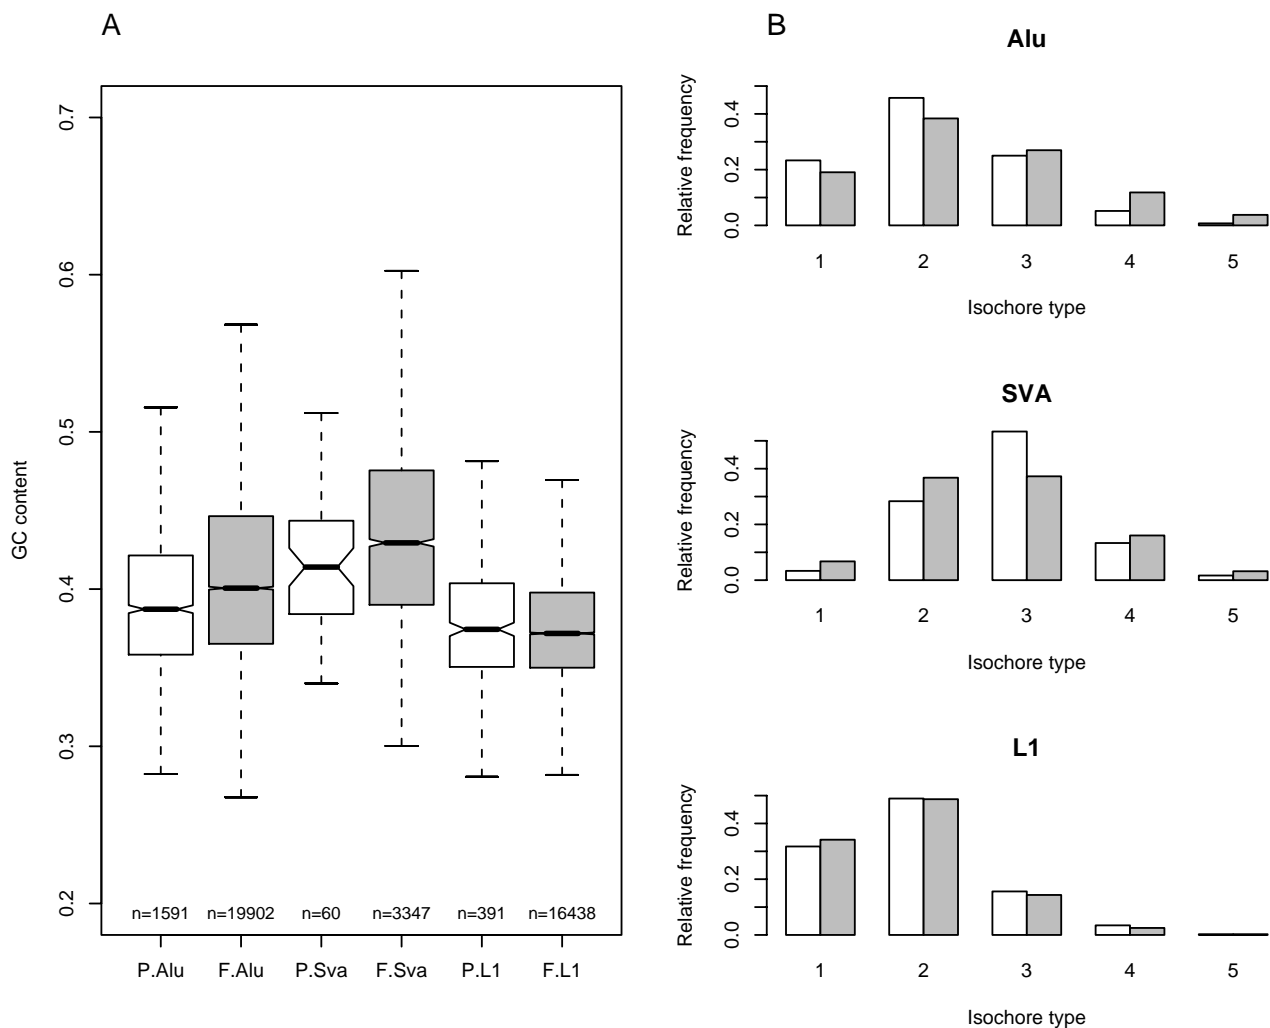 A
GC content
0.7
0.6
0.5
0.4
0.3
0.2
n=1591 n=19902 n=60 n=3347 n=391 n=16438
P.Alu F.Alu P.Sva F.Sva P.L1 F.L1
B
Alu
Relative frequency
0.4
0.2
0.0
1 2 3 4 5
Isochore type
SVA
Relative frequency
0.4
0.2
0.0
1 2 3 4 5
Isochore type
L1
Relative frequency
0.4
0.2
0.0
1 2 3 4 5
Isochore type